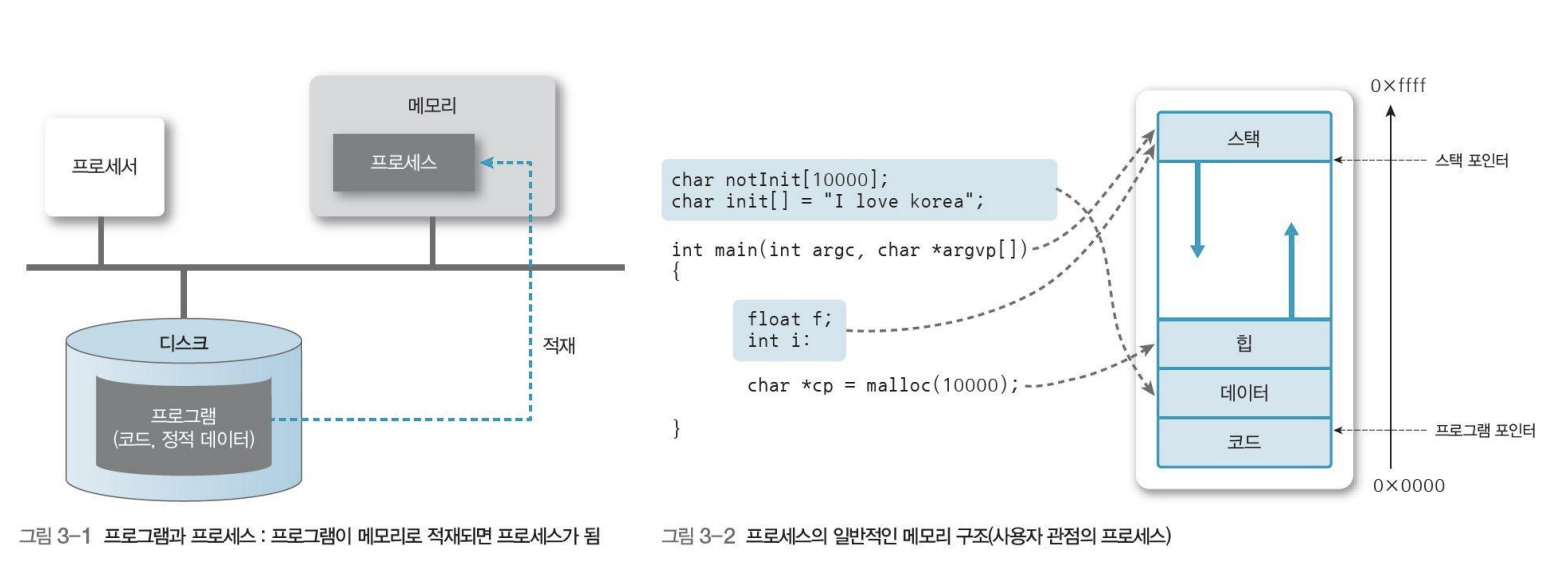 메모리
프로세서
프로세스
디스크
적재
프로그램
(코드, 정적 데이터)
그림 3-1 프로그램과 프로세스 : 프로그램이 메모리로 적재되면 프로세스가 됨
char notInit[10000];
char init[] = "I love korea";
int main(int argc, char *argvp[])
{
float f;
int i:
char *cp = malloc(10000);
}
0×ffff
스택
스택 포인터
힙
데이터
코드
프로그램 포인터
0×0000
그림 3-2 프로세스의 일반적인 메모리 구조(사용자 관점의 프로세스)